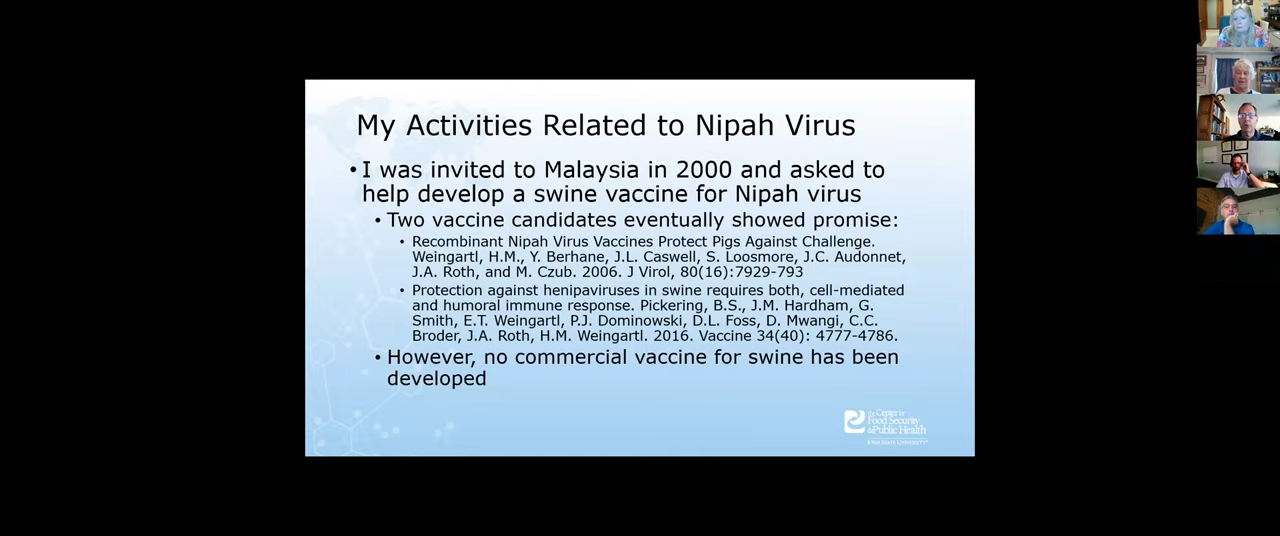 My Activities Related to Nipah Virus
• I was invited to Malaysia in 2000 and asked to
help develop a swine vaccine for Nipah virus
• Two vaccine candidates eventually showed promise:
• Recombinant Nipah Virus Vaccines Protect Pigs Against Challenge.
Weingartl, H.M., Y. Berhane, J.L. Caswell, S. Loosmore, J.C. Audonnet,
J.A. Roth, and M. Czub. 2006. J Virol, 80(16):7929-793
• Protection against henipaviruses in swine requires both, cell-mediated
and humoral immune response. Pickering, B.S., J.M. Hardham, G.
Smith, E.T. Weingartl, P.J. Dominowski, D.L. Foss, D. Mwangi, C.C.
Broder, J.A. Roth, H.M. Weingartl. 2016. Vaccine 34(40): 4777-4786.
• However, no commercial vaccine for swine has been
developed
the Center for
Food Security
& Public Health
IOWA STATE UNIVERSITY